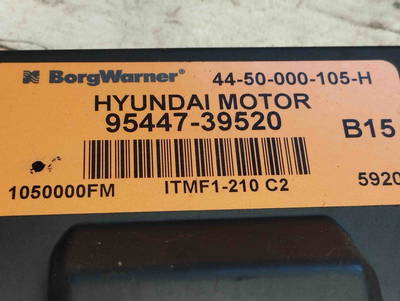 BorgWarner® 44-50-000-105-H
HYUNDAI MOTOR
95447-39520 B15
1050000FM ITMF1-210 C2 5920